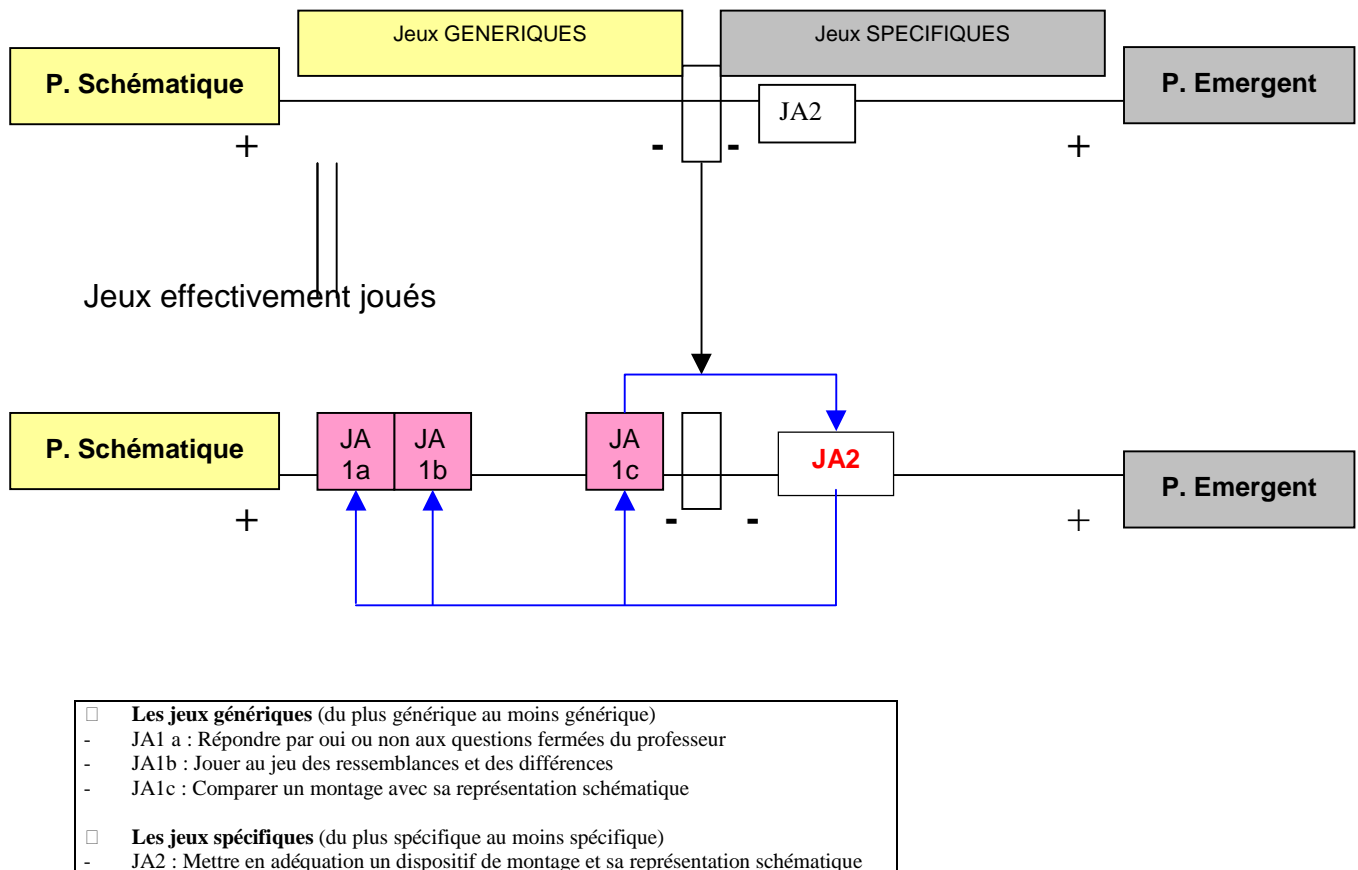 Jeux GENERIQUES
Jeux SPECIFIQUES
P. Schématique
P. Emergent
JA2
+
-
-
+
Jeux effectivement joués
P. Schématique
JA
1a
JA
1b
JA
1c
JA2
P. Emergent
+
-
-
+
Les jeux génériques (du plus générique au moins générique)
- JA1 a : Répondre par oui ou non aux questions fermées du professeur
- JA1b : Jouer au jeu des ressemblances et des différences
- JA1c : Comparer un montage avec sa représentation schématique
Les jeux spécifiques (du plus spécifique au moins spécifique)
- JA2 : Mettre en adéquation un dispositif de montage et sa représentation schématique